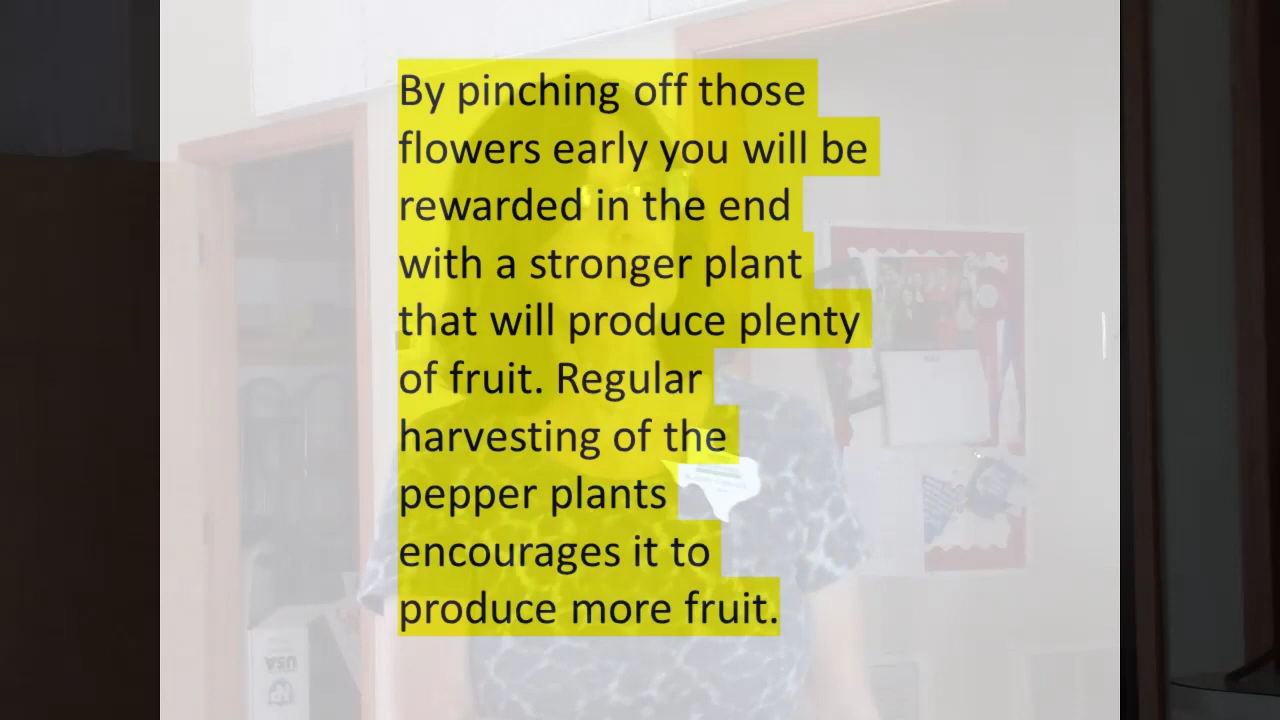 By pinching off those
flowers early you will be
rewarded in the end
with a stronger plant
that will produce plenty
of fruit. Regular
harvesting of the
pepper plants
encourages it to
produce more fruit.
USA